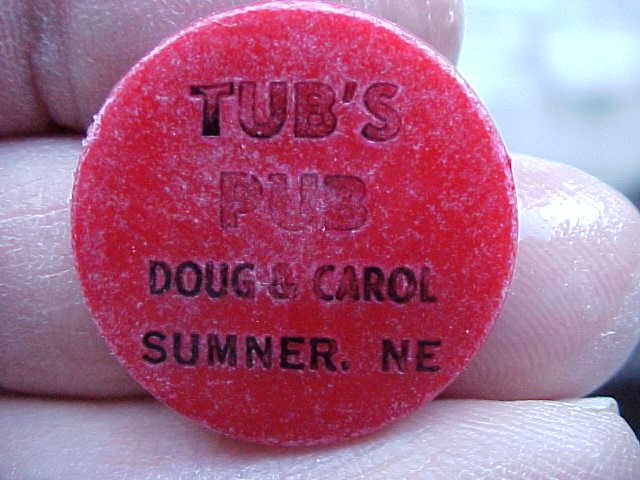 TUB'S
PUB
DOUG & CAROL
SUMNER. NE